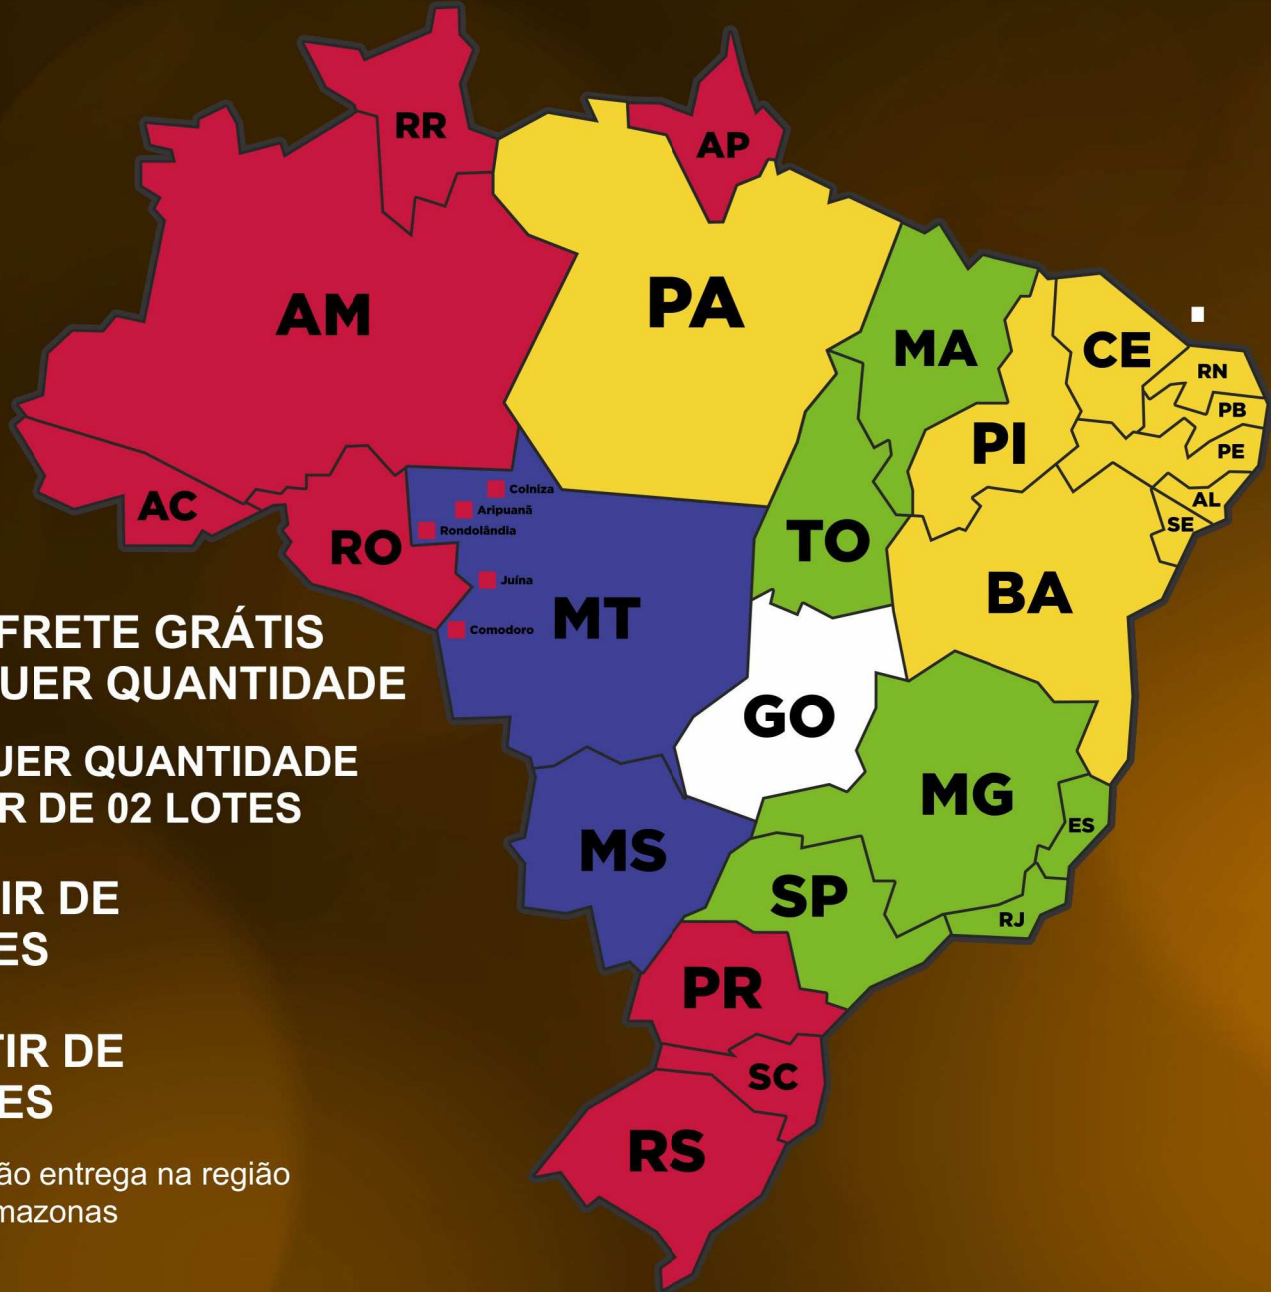 RR
AP
AM
PA
MA
CE
RN
PB
PI
PE
AL
SE
AC
RO
Colniza
Aripuanã
Rondolândia
TO
Juína
MT
Comodoro
BA
FRETE GRÁTIS
UER QUANTIDADE
GO
UER QUANTIDADE
R DE 02 LOTES
MG
ES
MS
SP
RJ
IR DE
ES
PR
TIR DE
ES
SC
RS
ão entrega na região
mazonas